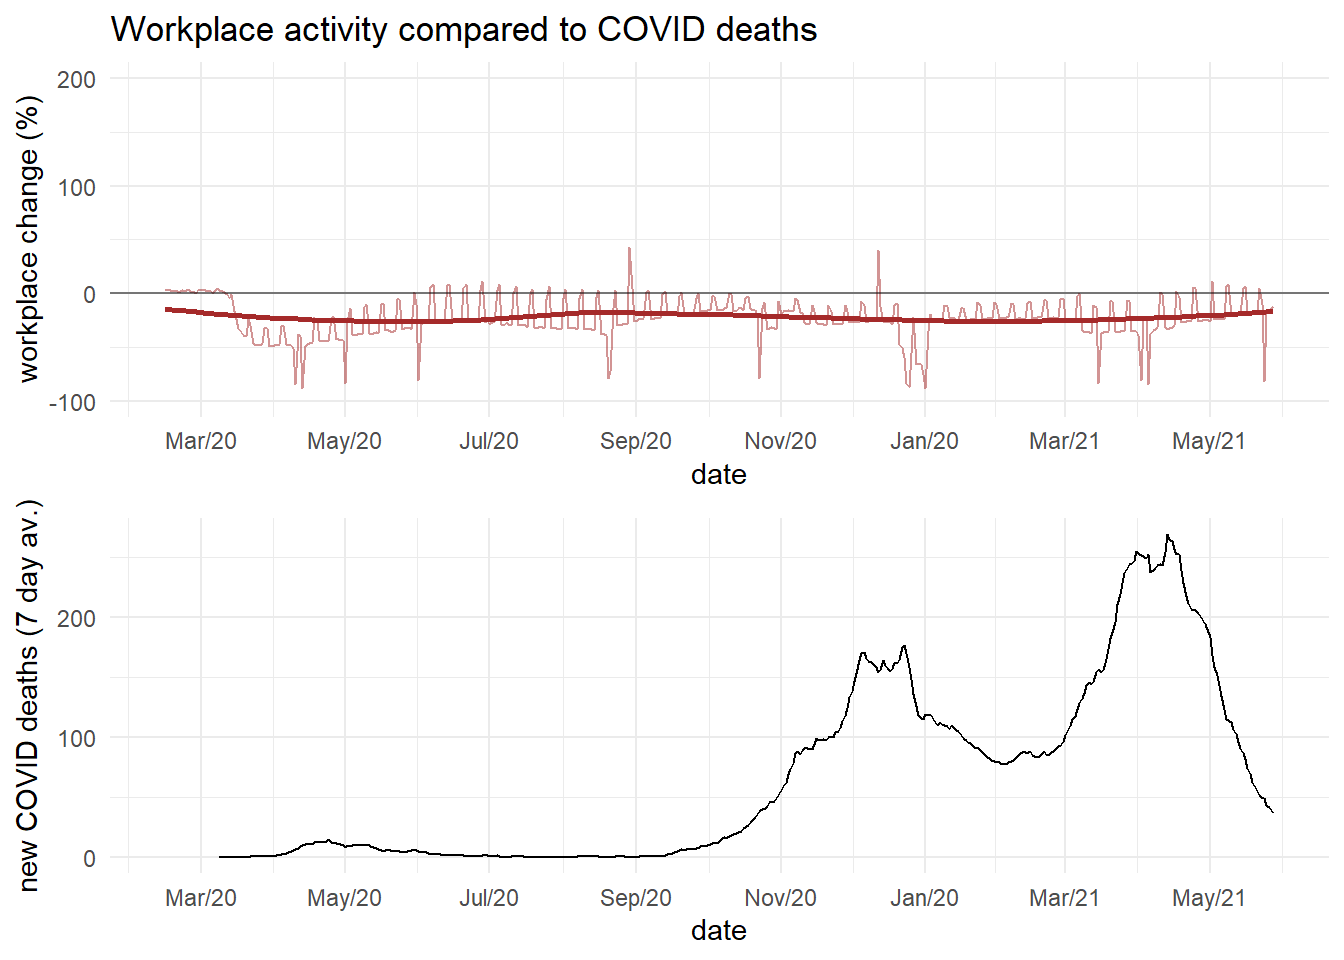 Workplace activity compared to COVID deaths
workplace change (%)
200
100
0
-100
Mar/20 May/20 Jul/20 Sep/20 Nov/20 Jan/20 Mar/21 May/21
date
new COVID deaths (7 day av.)
200
100
0
Mar/20 May/20 Jul/20 Sep/20 Nov/20 Jan/20 Mar/21 May/21
date